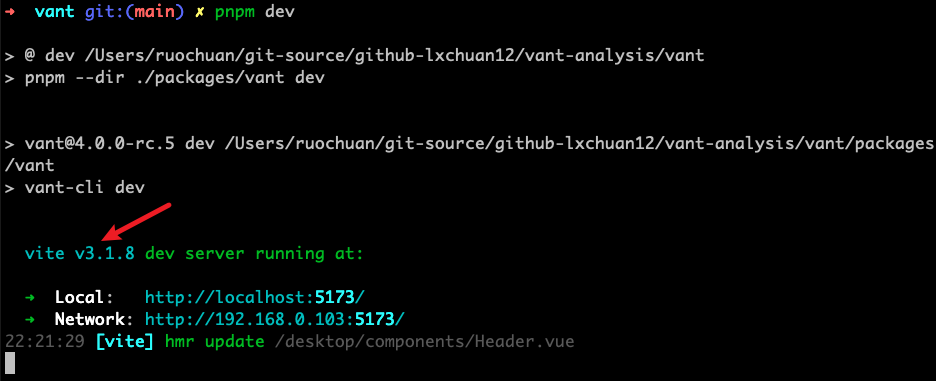 ➜ vant git:(main) ✗ pnpm dev
> @ dev /Users/ruochuan/git-source/github-lxchuan12/vant-analysis/vant
> pnpm --dir ./packages/vant dev
> vant@4.0.0-rc.5 dev /Users/ruochuan/git-source/github-lxchuan12/vant-analysis/vant/packages
/vant
> vant-cli dev
vite v3.1.8 dev server running at:
➜ Local: http://localhost:5173/
➜ Network: http://192.168.0.103:5173/
22:21:29 [vite] hmr update /desktop/components/Header.vue